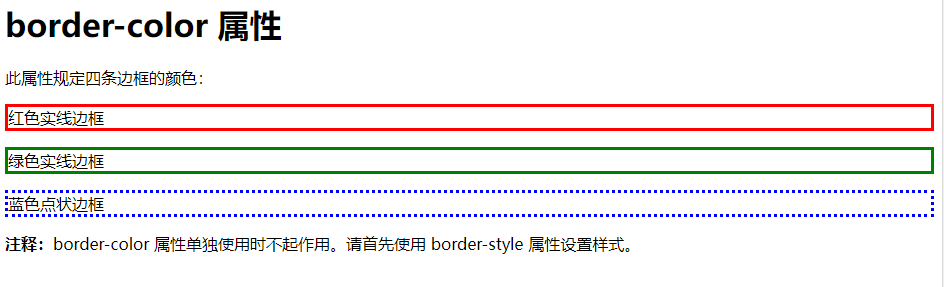 border-color 属性
此属性规定四条边框的颜色：
红色实线边框
绿色实线边框
蓝色点状边框
注释：border-color 属性单独使用时不起作用。请首先使用 border-style 属性设置样式。